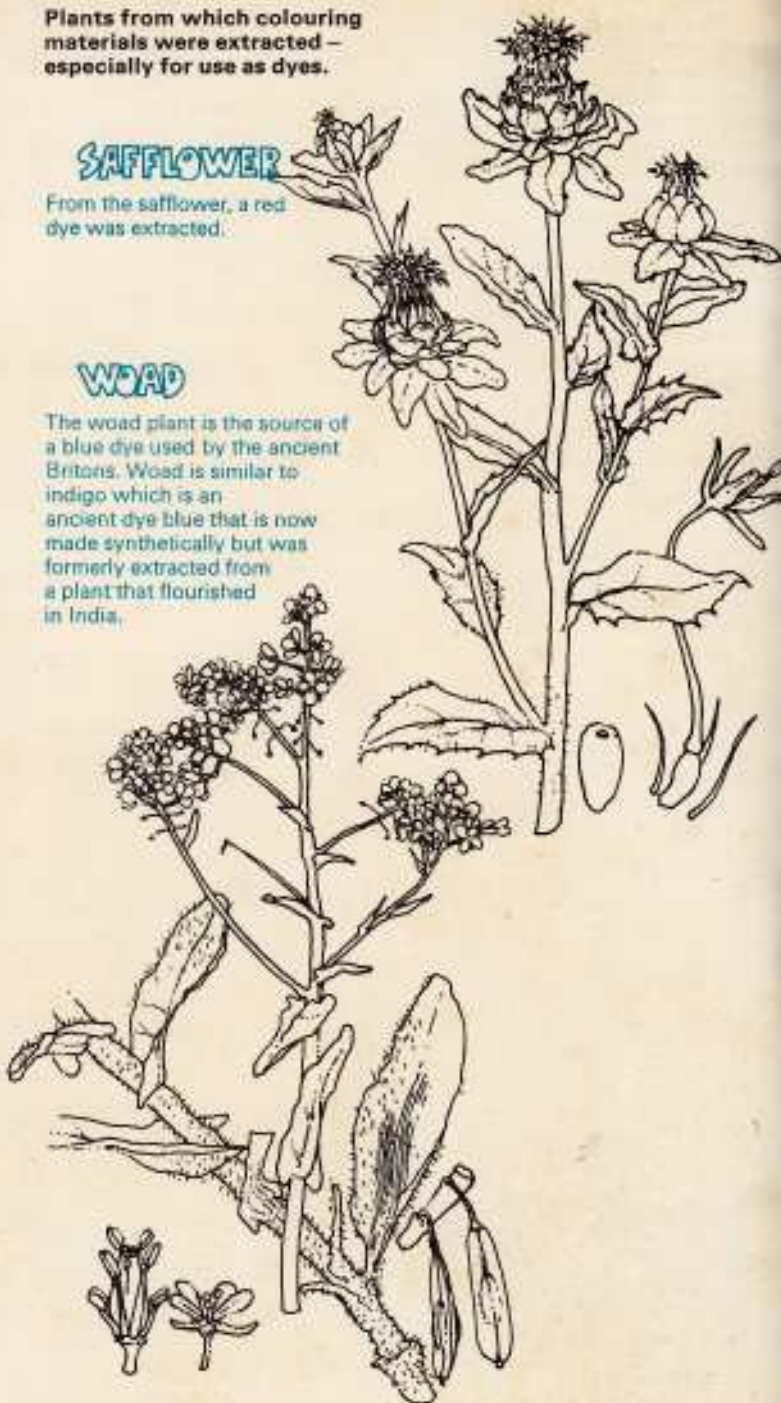 Plants from which colouring
materials were extracted –
especially for use as dyes.
SAFFLOWER
From the safflower, a red
dye was extracted.
WOAD
The woad plant is the source of
a blue dye used by the ancient
Britons. Woad is similar to
indigo which is an
ancient dye blue that is now
made synthetically but was
formerly extracted from
a plant that flourished
in India.